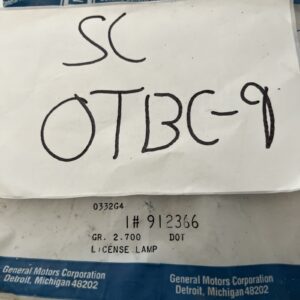 SC
OTBC-9
0332G4
1# 912366
GR. 2.700 DOT
LICENSE LAMP
General Motors Corporation
Detroit, Michigan 48202
General Motors Corporation
Detroit, Michigan 48202